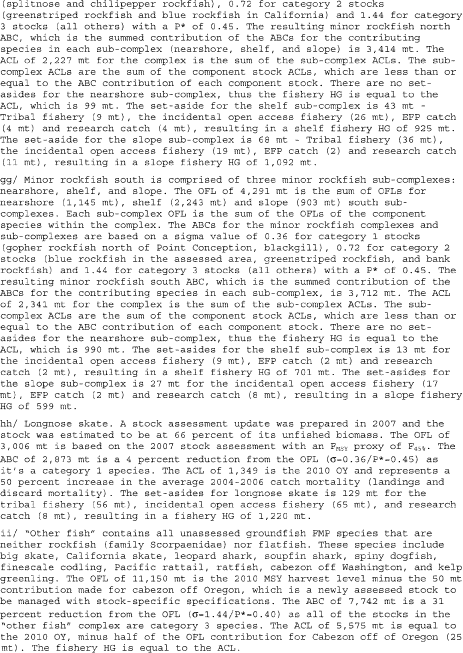 (splitnose and chilipepper rockfish), 0.72 for category 2 stocks
(greenstriped rockfish and blue rockfish in California) and 1.44 for category
3 stocks (all others) with a P* of 0.45. The resulting minor rockfish north
ABC, which is the summed contribution of the ABCs for the contributing
species in each sub-complex (nearshore, shelf, and slope) is 3,414 mt. The
ACL of 2,227 mt for the complex is the sum of the sub-complex ACLs. The sub-
complex ACLs are the sum of the component stock ACLs, which are less than or
equal to the ABC contribution of each component stock. There are no set-
asides for the nearshore sub-complex, thus the fishery HG is equal to the
ACL, which is 99 mt. The set-aside for the shelf sub-complex is 43 mt -
Tribal fishery (9 mt), the incidental open access fishery (26 mt), EFP catch
(4 mt) and research catch (4 mt), resulting in a shelf fishery HG of 925 mt.
The set-aside for the slope sub-complex is 68 mt - Tribal fishery (36 mt),
the incidental open access fishery (19 mt), EFP catch (2) and research catch
(11 mt), resulting in a slope fishery HG of 1,092 mt.
gg/ Minor rockfish south is comprised of three minor rockfish sub-complexes:
nearshore, shelf, and slope. The OFL of 4,291 mt is the sum of OFLs for
nearshore (1,145 mt), shelf (2,243 mt) and slope (903 mt) south sub-
complexes. Each sub-complex OFL is the sum of the OFLs of the component
species within the complex. The ABCs for the minor rockfish complexes and
sub-complexes are based on a sigma value of 0.36 for category 1 stocks
(gopher rockfish north of Point Conception, blackgill), 0.72 for category 2
stocks (blue rockfish in the assessed area, greenstriped rockfish, and bank
rockfish) and 1.44 for category 3 stocks (all others) with a P* of 0.45. The
resulting minor rockfish south ABC, which is the summed contribution of the
ABCs for the contributing species in each sub-complex, is 3,712 mt. The ACL
of 2,341 mt for the complex is the sum of the sub-complex ACLs. The sub-
complex ACLs are the sum of the component stock ACLs, which are less than or
equal to the ABC contribution of each component stock. There are no set-
asides for the nearshore sub-complex, thus the fishery HG is equal to the
ACL, which is 990 mt. The set-asides for the shelf sub-complex is 13 mt for
the incidental open access fishery (9 mt), EFP catch (2 mt) and research
catch (2 mt), resulting in a shelf fishery HG of 701 mt. The set-asides for
the slope sub-complex is 27 mt for the incidental open access fishery (17
mt), EFP catch (2 mt) and research catch (8 mt), resulting in a slope fishery
HG of 599 mt.
hh/ Longnose skate. A stock assessment update was prepared in 2007 and the
stock was estimated to be at 66 percent of its unfished biomass. The OFL of
3,006 mt is based on the 2007 stock assessment with an FMSY proxy of F45%. The
ABC of 2,873 mt is a 4 percent reduction from the OFL (σ=0.36/P*=0.45) as
it's a category 1 species. The ACL of 1,349 is the 2010 OY and represents a
50 percent increase in the average 2004-2006 catch mortality (landings and
discard mortality). The set-asides for longnose skate is 129 mt for the
tribal fishery (56 mt), incidental open access fishery (65 mt), and research
catch (8 mt), resulting in a fishery HG of 1,220 mt.
ii/ "Other fish" contains all unassessed groundfish FMP species that are
neither rockfish (family Scorpaenidae) nor flatfish. These species include
big skate, California skate, leopard shark, soupfin shark, spiny dogfish,
finescale codling, Pacific rattail, ratfish, cabezon off Washington, and kelp
greenling. The OFL of 11,150 mt is the 2010 MSY harvest level minus the 50 mt
contribution made for cabezon off Oregon, which is a newly assessed stock to
be managed with stock-specific specifications. The ABC of 7,742 mt is a 31
percent reduction from the OFL (σ=1.44/P*=0.40) as all of the stocks in the
"other fish" complex are category 3 species. The ACL of 5,575 mt is equal to
the 2010 OY, minus half of the OFL contribution for Cabezon off of Oregon (25
mt). The fishery HG is equal to the ACL.